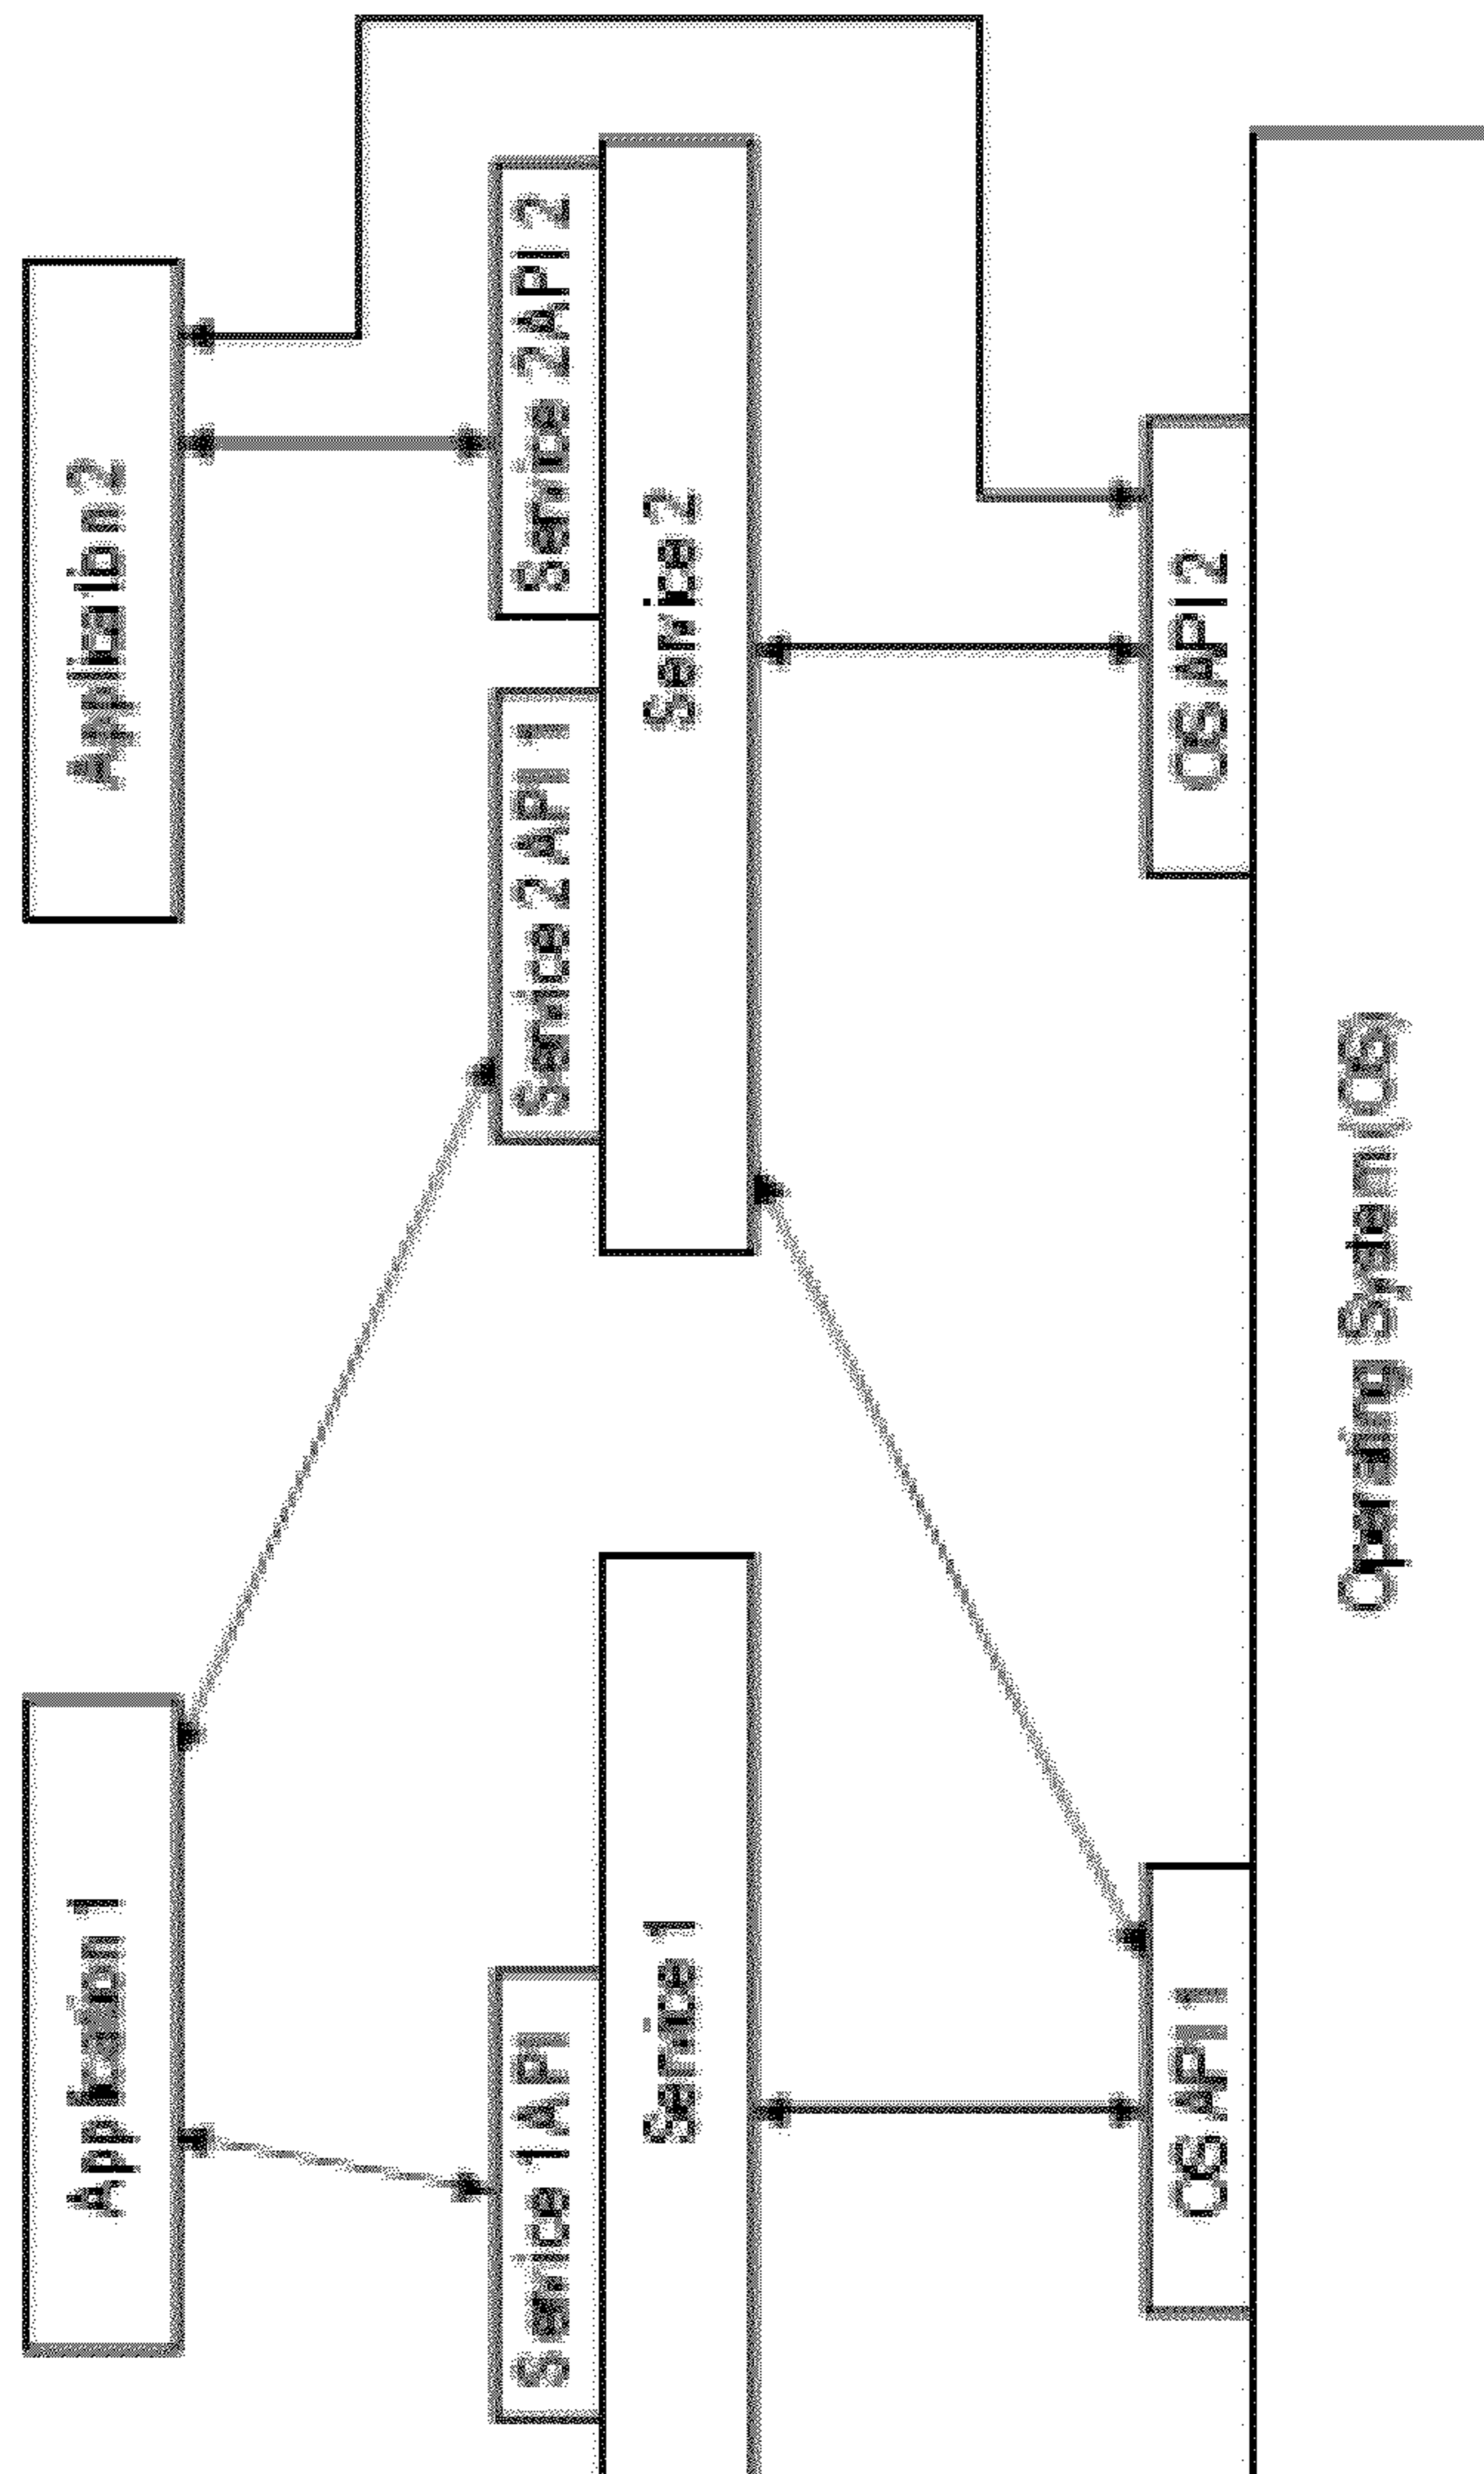 Application 1
Application 2
Service 1 API
Service 2 API 1
Service 2 API 2
Service 1
Service 2
OS API 1
OS API 2
Operating System (OS)